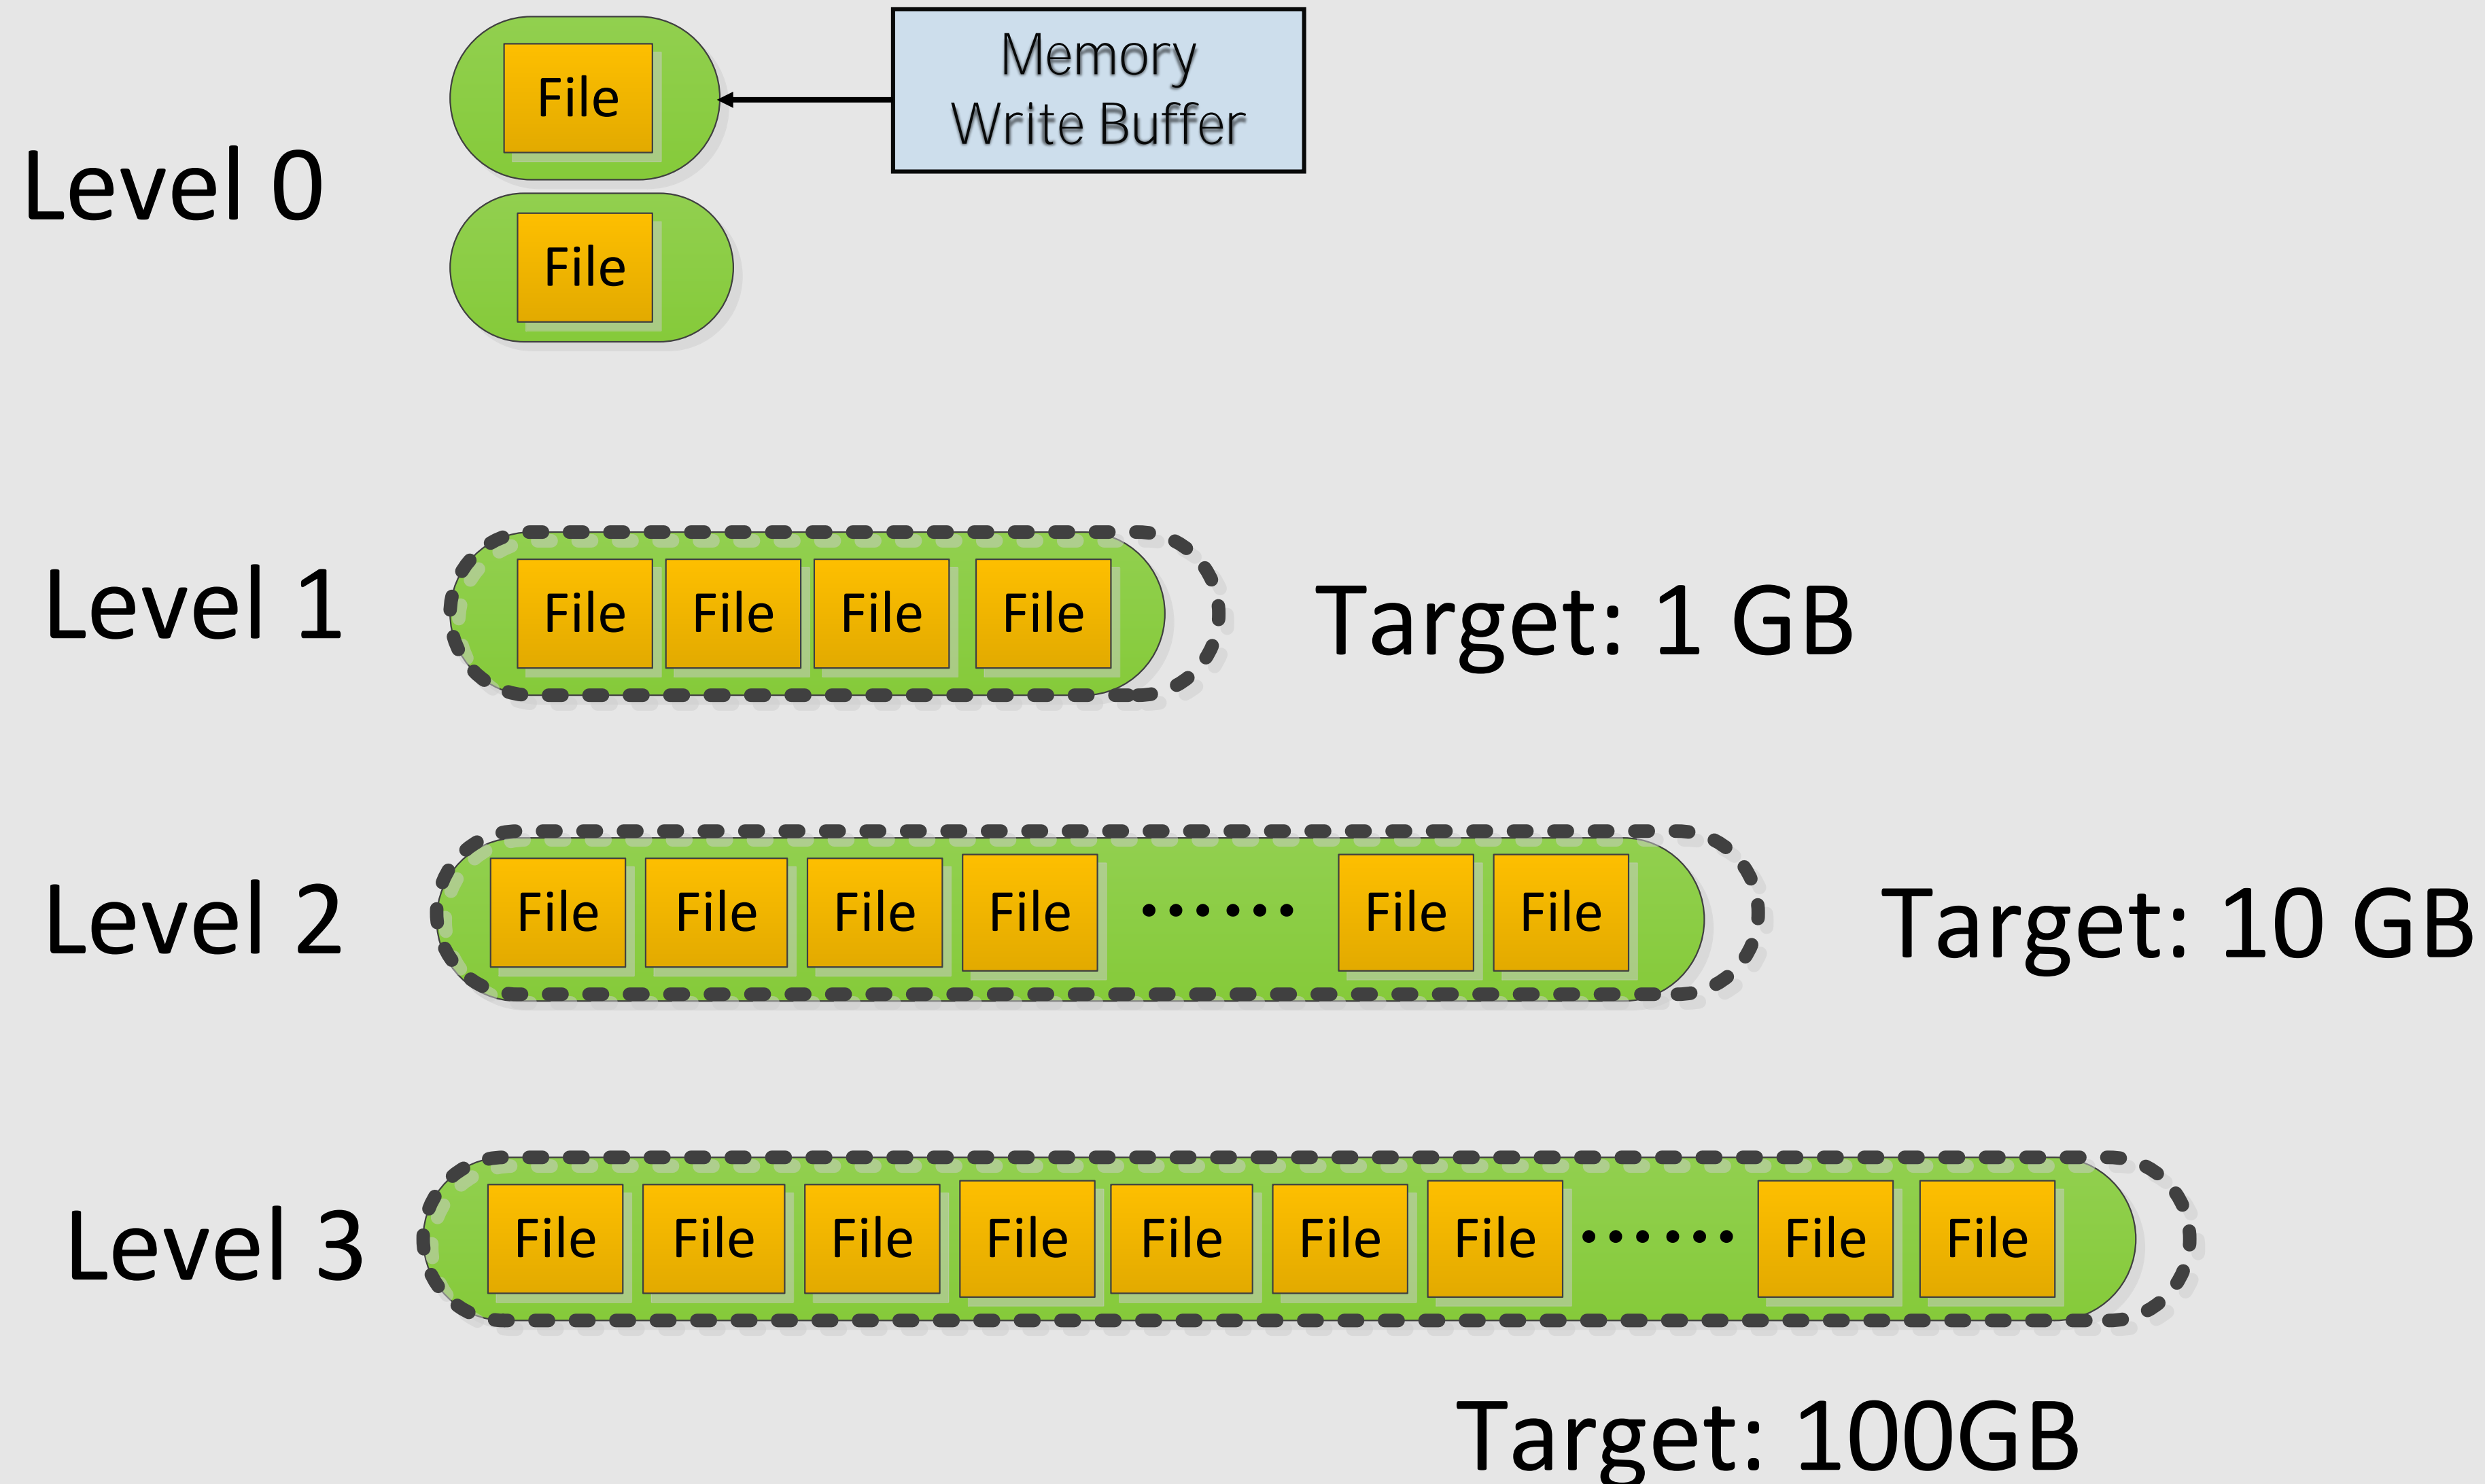 File
Memory
Write Buffer
Level 0
File
Level 1
File File File File
Target: 1 GB
Level 2
File File File File ...... File File
Target: 10 GB
Level 3
File File File File File File File ...... File File
Target: 100GB